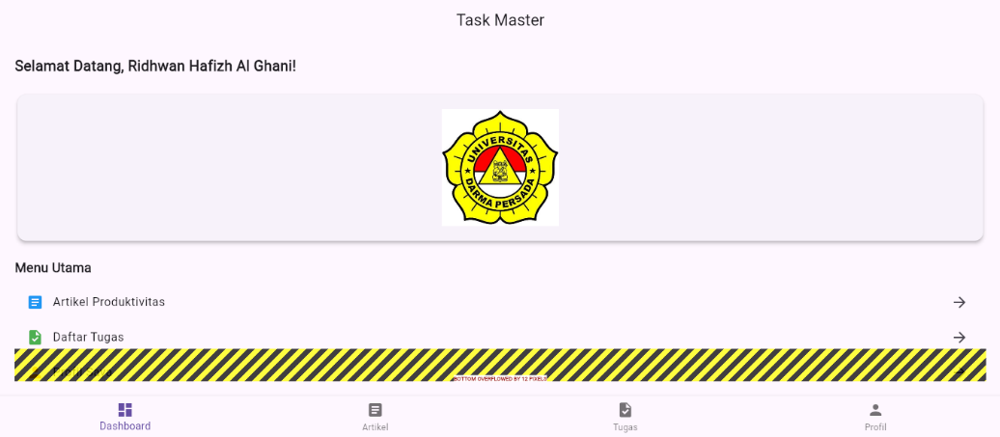 Task Master
Selamat Datang, Ridhwan Hafizh Al Ghani!
UNIVERSITAS
DARMA PERSADA
Menu Utama
Artikel Produktivitas
Daftar Tugas
BOTTOM OVERFLOWED BY 12 PIXELS
Dashboard
Artikel
Tugas
Profil